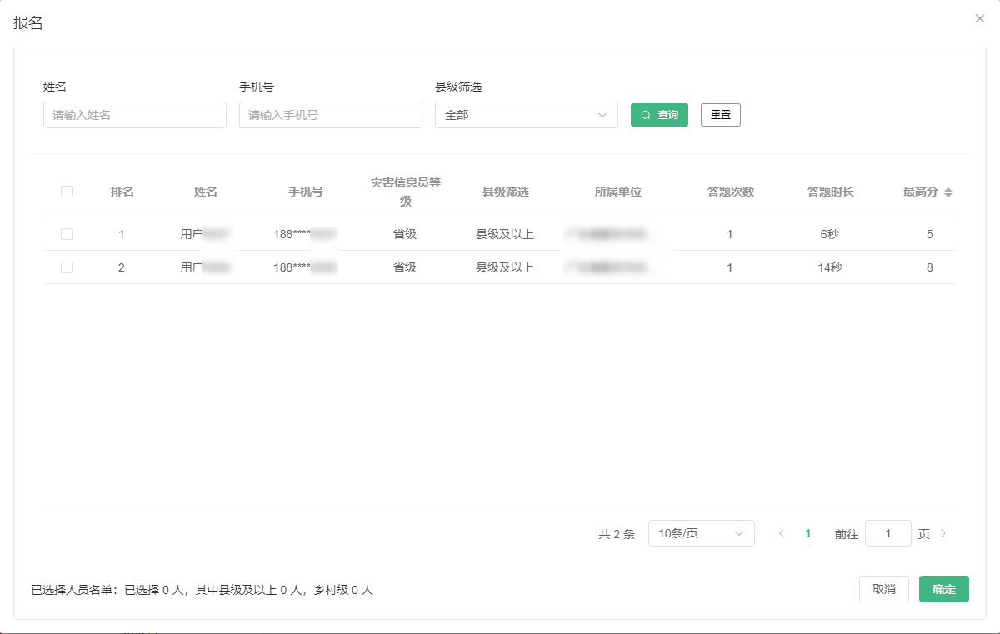 报名
姓名 手机号 县级筛选
请输入姓名 请输入手机号 全部 查询 重置
排名 姓名 手机号 灾害信息员等级 县级筛选 所属单位 答题次数 答题时长 最高分
1 用户 188**** 省级 县级及以上 1 6秒 5
2 用户 188**** 省级 县级及以上 1 14秒 8
共 2 条 10条/页 1 前往 1 页
已选择人员名单：已选择 0 人，其中县级及以上 0 人，乡村级 0 人 取消 确定